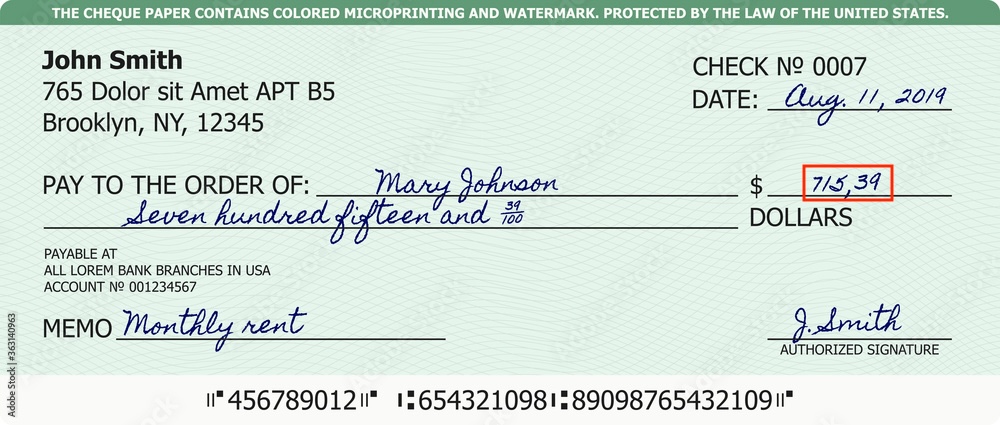 THE CHEQUE PAPER CONTAINS COLORED MICROPRINTING AND WATERMARK. PROTECTED BY THE LAW OF THE UNITED STATES.
John Smith
765 Dolor sit Amet APT B5
Brooklyn, NY, 12345
CHECK № 0007
DATE: Aug. 11, 2019
PAY TO THE ORDER OF: Mary Johnson $ 715,39
Seven hundred fifteen and 39/100 DOLLARS
PAYABLE AT
ALL LOREM BANK BRANCHES IN USA
ACCOUNT № 001234567
MEMO Monthly rent
J. Smith
AUTHORIZED SIGNATURE
⑈456789012⑈ ⑆654321098⑆89098765432109⑈
Adobe Stock | #363140963